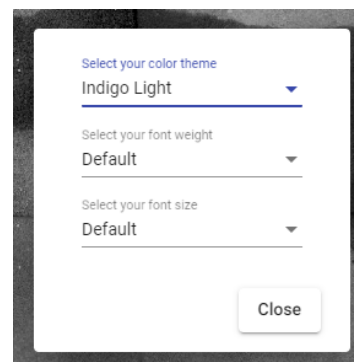 Select your color theme
Indigo Light
Select your font weight
Default
Select your font size
Default
Close